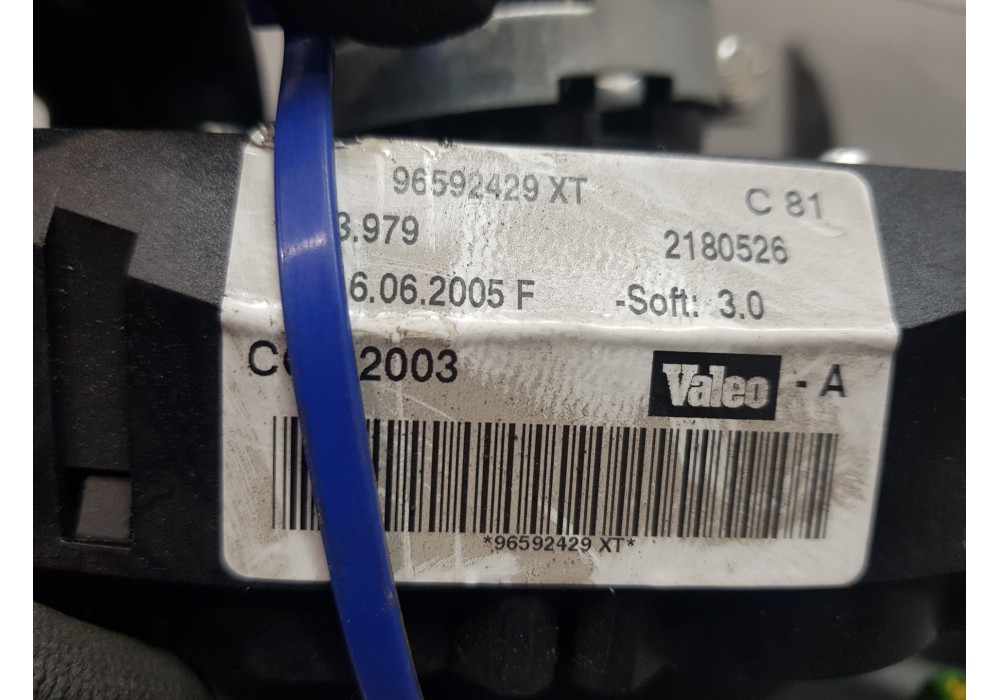 96592429 XT C 81
3.979 2180526
6.06.2005 F -Soft: 3.0
2003 Valeo - A
*96592429 XT*